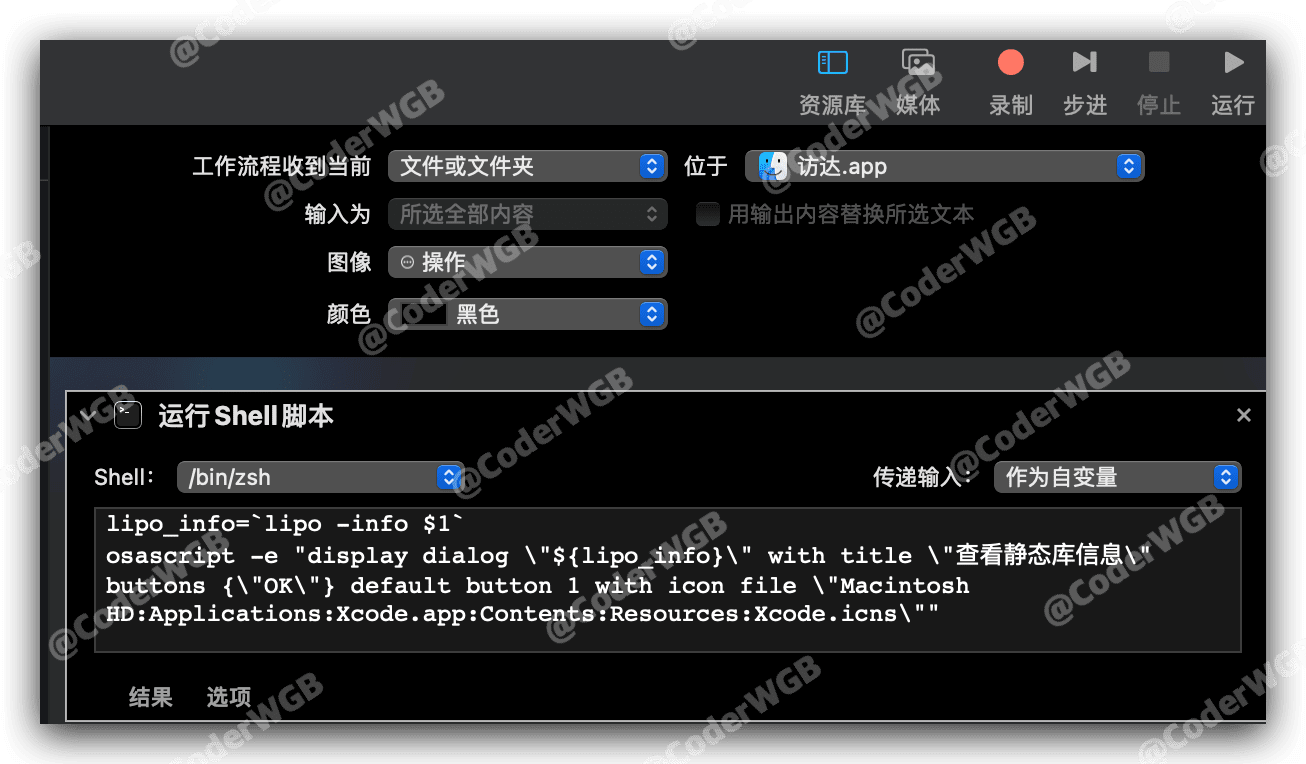 资源库 媒体 录制 步进 停止 运行
工作流程收到当前 文件或文件夹 位于 访达.app
输入为 所选全部内容 用输出内容替换所选文本
图像 操作
颜色 黑色
运行 Shell 脚本
Shell: /bin/zsh 传递输入: 作为自变量
lipo_info=`lipo -info $1`
osascript -e "display dialog \"${lipo_info}\" with title \"查看静态库信息\"
buttons {\"OK\"} default button 1 with icon file \"Macintosh
HD:Applications:Xcode.app:Contents:Resources:Xcode.icns\""
结果 选项
@CoderWGB